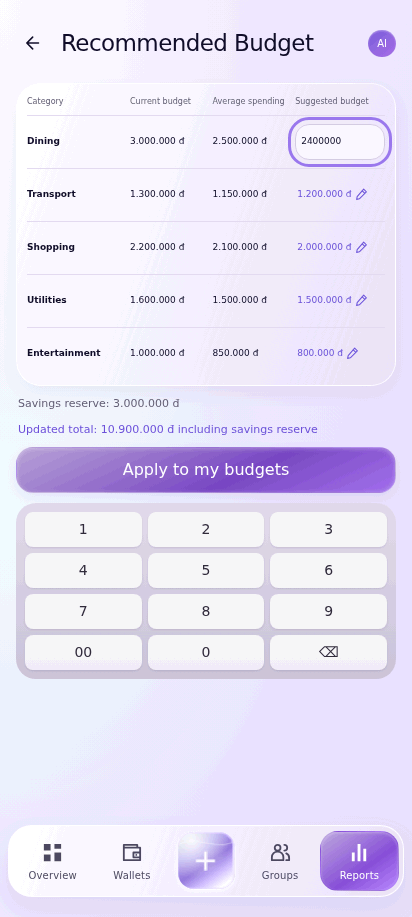 Recommended Budget AI
Category Current budget Average spending Suggested budget
Dining 3.000.000 đ 2.500.000 đ 2400000
Transport 1.300.000 đ 1.150.000 đ 1.200.000 đ
Shopping 2.200.000 đ 2.100.000 đ 2.000.000 đ
Utilities 1.600.000 đ 1.500.000 đ 1.500.000 đ
Entertainment 1.000.000 đ 850.000 đ 800.000 đ
Savings reserve: 3.000.000 đ
Updated total: 10.900.000 đ including savings reserve
Apply to my budgets
1 2 3
4 5 6
7 8 9
00 0 ⌫
Overview Wallets + Groups Reports